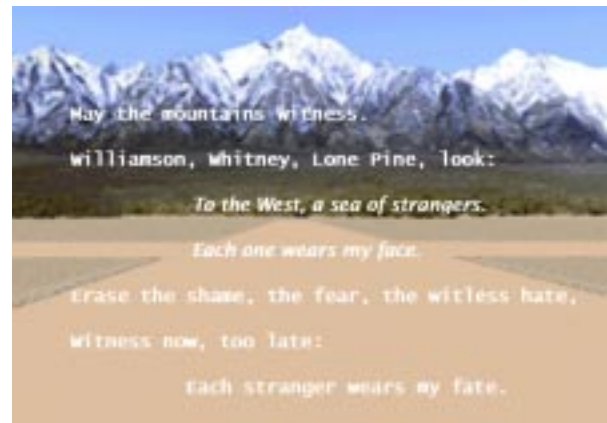 May the mountains witness.
Williamson, Whitney, Lone Pine, look:
To the West, a sea of strangers.
Each one wears my face.
Erase the shame, the fear, the witless hate,
Witness now, too late:
Each stranger wears my fate.